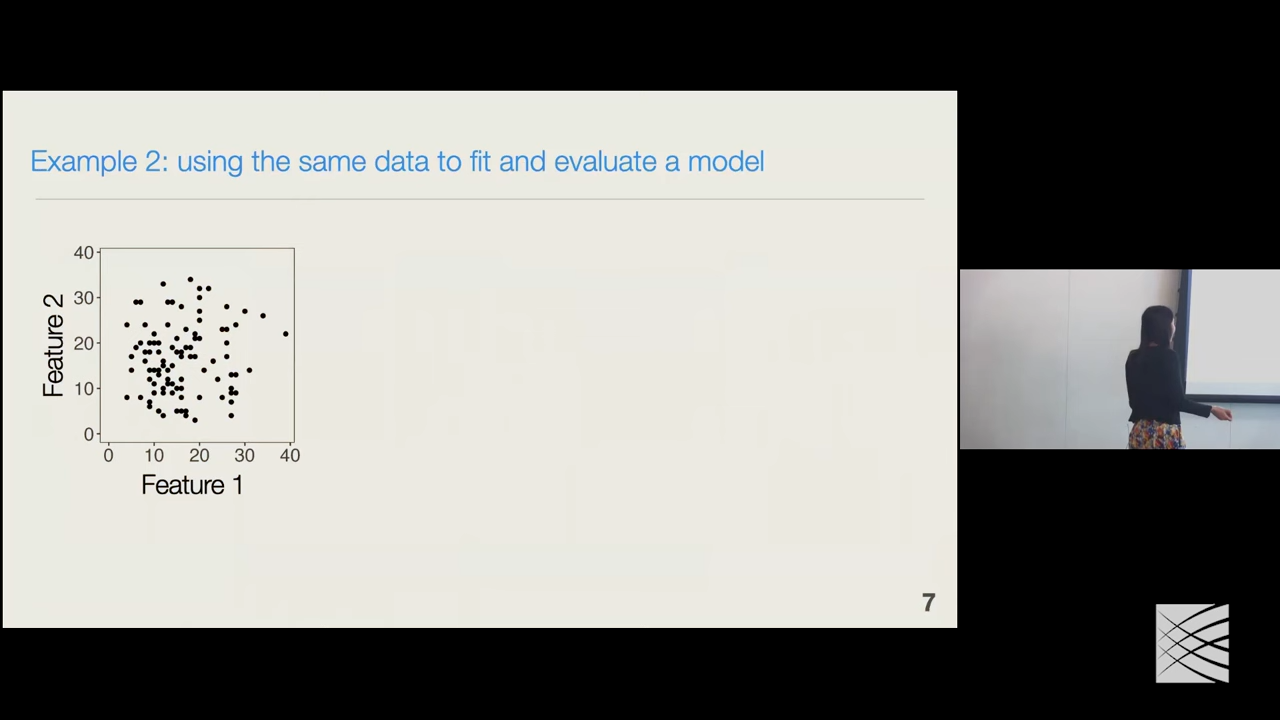 Example 2: using the same data to fit and evaluate a model
40
30
20
10
0
Feature 2
0 10 20 30 40
Feature 1
7